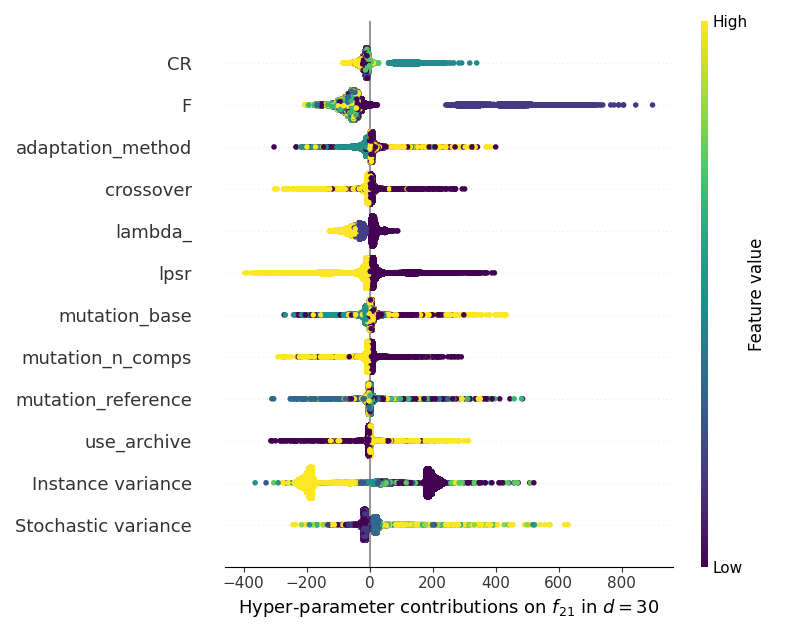 High
CR
F
adaptation_method
crossover
lambda_
lpsr
mutation_base
mutation_n_comps
mutation_reference
use_archive
Instance variance
Stochastic variance
Feature value
Low
−400 −200 0 200 400 600 800
Hyper-parameter contributions on f₂₁ in d = 30